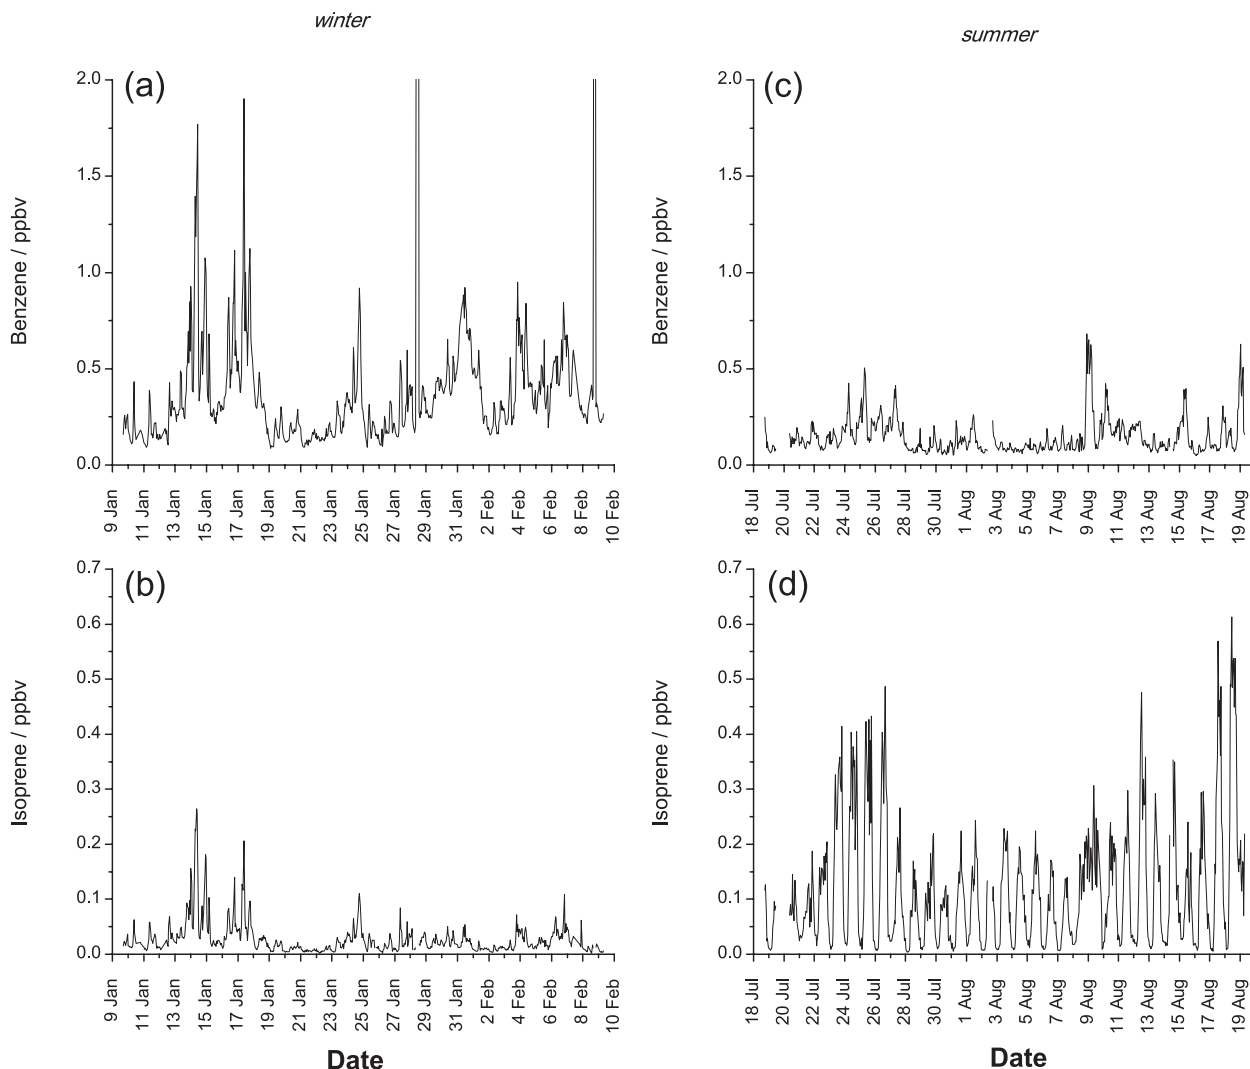 winter
summer
(a)
2.0
1.5
1.0
0.5
0.0
Benzene / ppbv
9 Jan
11 Jan
13 Jan
15 Jan
17 Jan
19 Jan
21 Jan
23 Jan
25 Jan
27 Jan
29 Jan
31 Jan
2 Feb
4 Feb
6 Feb
8 Feb
10 Feb
(c)
2.0
1.5
1.0
0.5
0.0
Benzene / ppbv
18 Jul
20 Jul
22 Jul
24 Jul
26 Jul
28 Jul
30 Jul
1 Aug
3 Aug
5 Aug
7 Aug
9 Aug
11 Aug
13 Aug
15 Aug
17 Aug
19 Aug
(b)
0.7
0.6
0.5
0.4
0.3
0.2
0.1
0.0
Isoprene / ppbv
9 Jan
11 Jan
13 Jan
15 Jan
17 Jan
19 Jan
21 Jan
23 Jan
25 Jan
27 Jan
29 Jan
31 Jan
2 Feb
4 Feb
6 Feb
8 Feb
10 Feb
Date
(d)
0.7
0.6
0.5
0.4
0.3
0.2
0.1
0.0
Isoprene / ppbv
18 Jul
20 Jul
22 Jul
24 Jul
26 Jul
28 Jul
30 Jul
1 Aug
3 Aug
5 Aug
7 Aug
9 Aug
11 Aug
13 Aug
15 Aug
17 Aug
19 Aug
Date